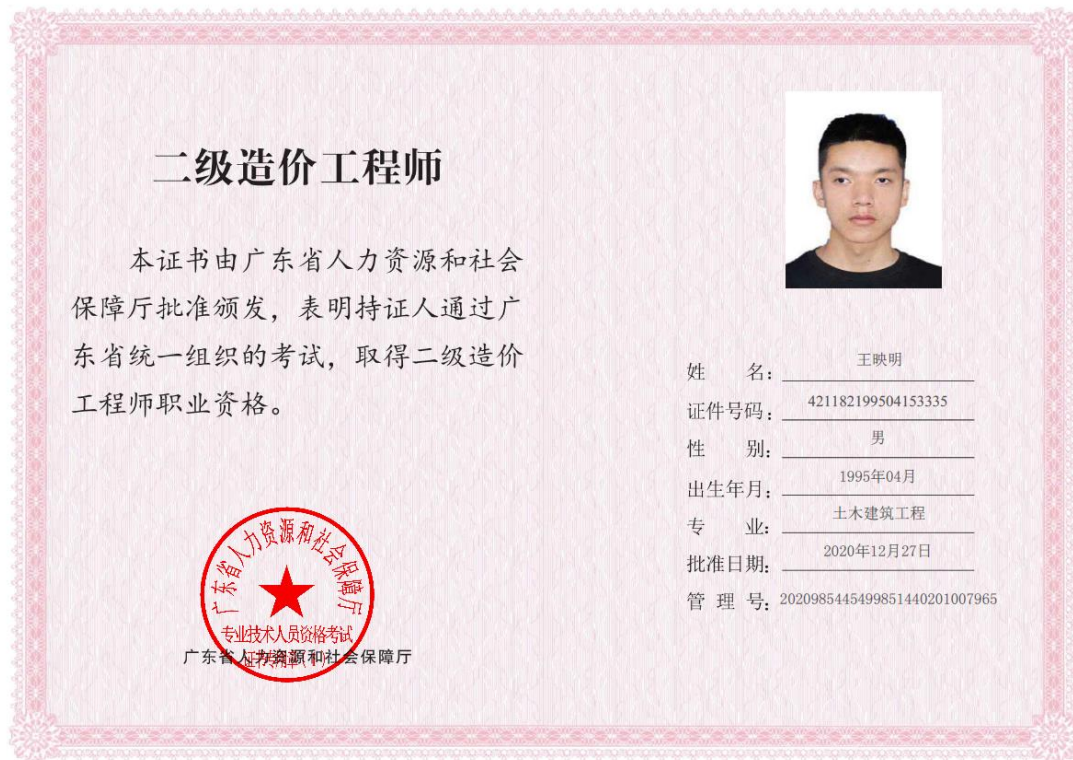 二级造价工程师
本证书由广东省人力资源和社会
保障厅批准颁发，表明持证人通过广
东省统一组织的考试，取得二级造价
工程师职业资格。
广东省人力资源和社会保障厅
专业技术人员资格考试
广东省人力资源和社会保障厅
姓 名：王映明
证件号码：421182199504153335
性 别：男
出生年月：1995年04月
专 业：土木建筑工程
批准日期：2020年12月27日
管 理 号：2020985445499851440201007965